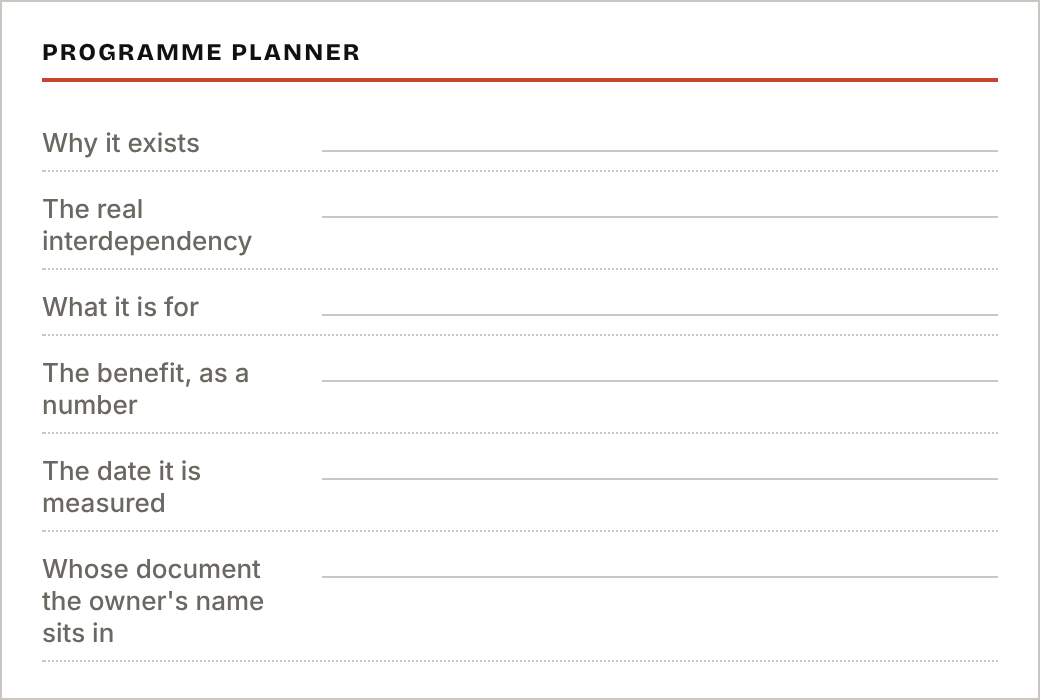 PROGRAMME PLANNER
Why it exists
The real
interdependency
What it is for
The benefit, as a
number
The date it is
measured
Whose document
the owner's name
sits in